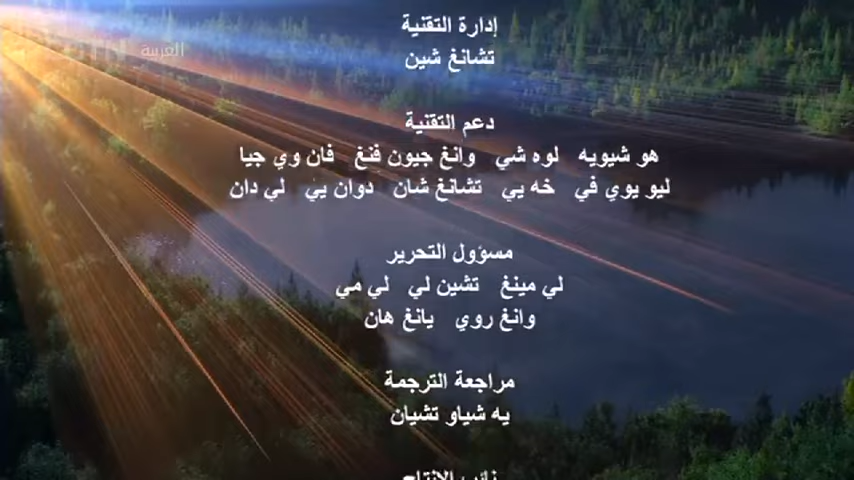 العربية
إدارة التقنية
تشانغ شين
دعم التقنية
هو شيويه لوه شي وانغ جيون فنغ فان وي جيا
ليو يوي في خه يي تشانغ شان دوان يي لي دان
مسؤول التحرير
لي مينغ تشين لي لي مي
وانغ روي يانغ هان
مراجعة الترجمة
يه شياو تشيان
نائب الإنتاج